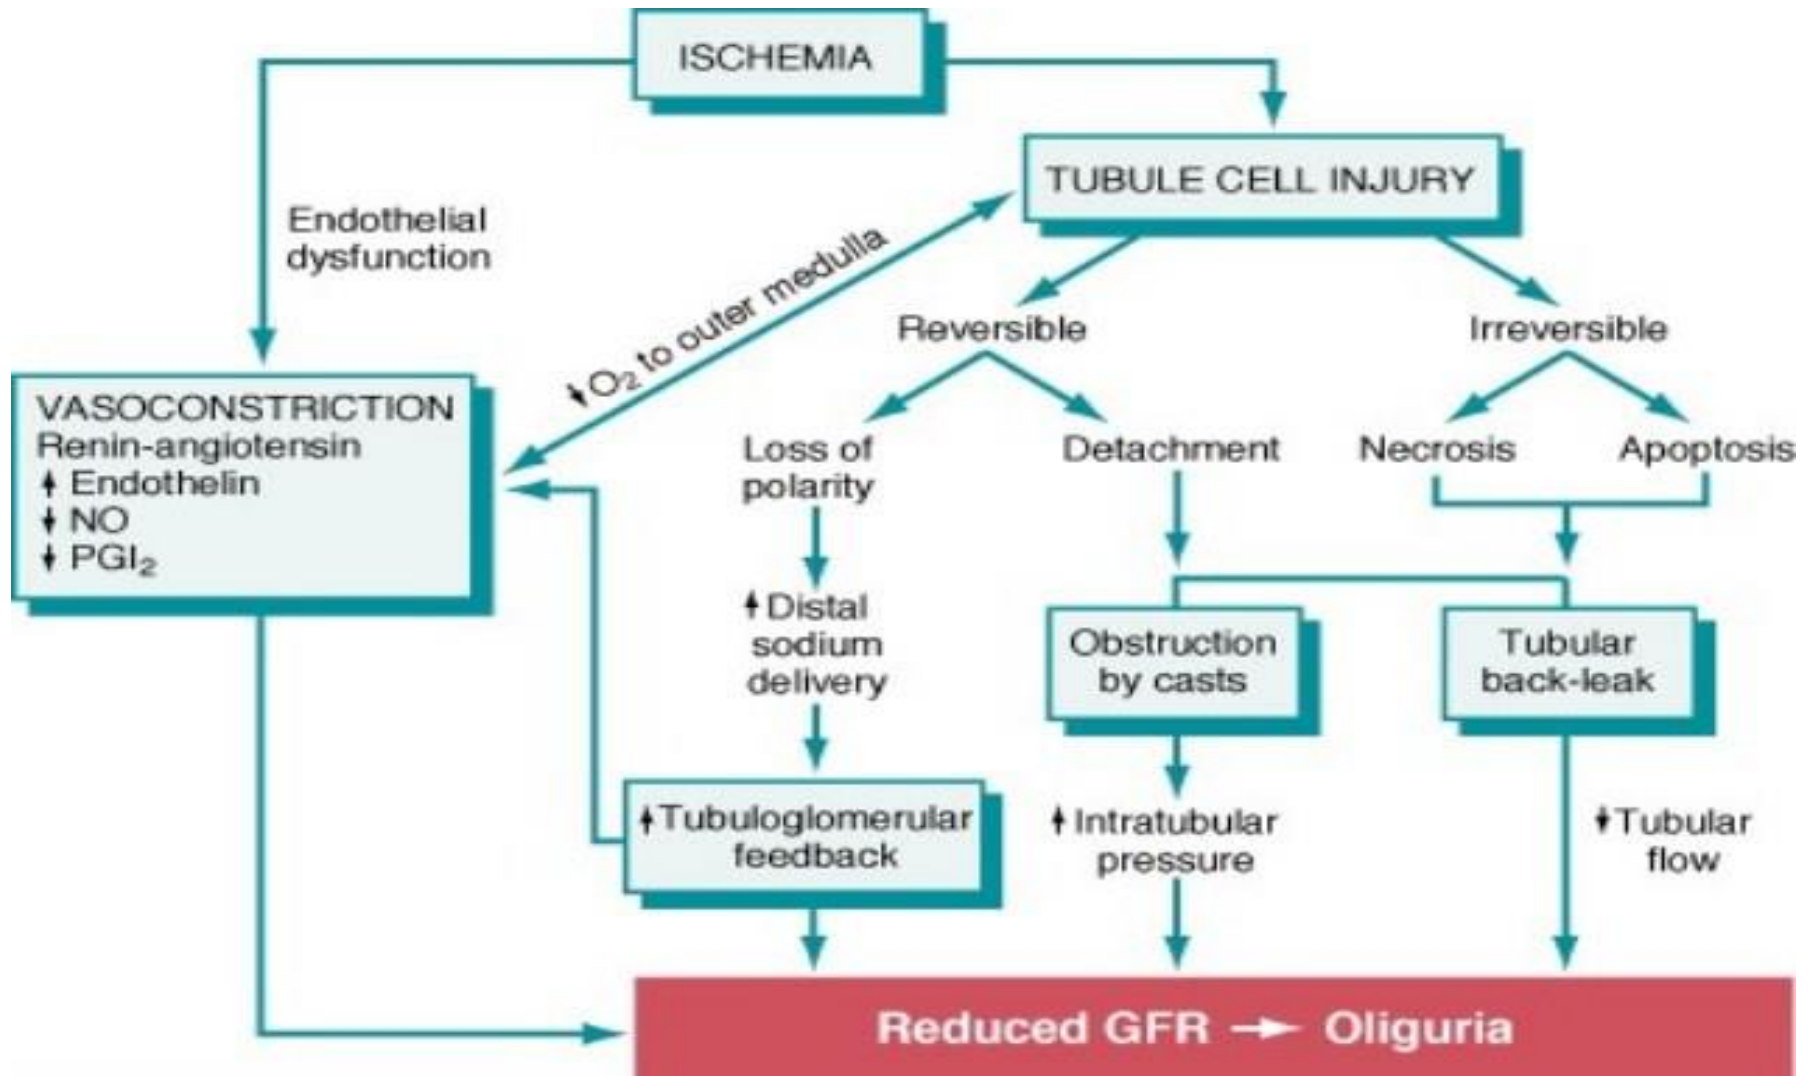 ISCHEMIA
TUBULE CELL INJURY
Endothelial
dysfunction
↓O₂ to outer medulla
Reversible
Irreversible
VASOCONSTRICTION
Renin-angiotensin
↑ Endothelin
↓ NO
↓ PGI₂
Loss of
polarity
Detachment
Necrosis
Apoptosis
↑Distal
sodium
delivery
Obstruction
by casts
Tubular
back-leak
↑Tubuloglomerular
feedback
↑Intratubular
pressure
↓Tubular
flow
Reduced GFR → Oliguria